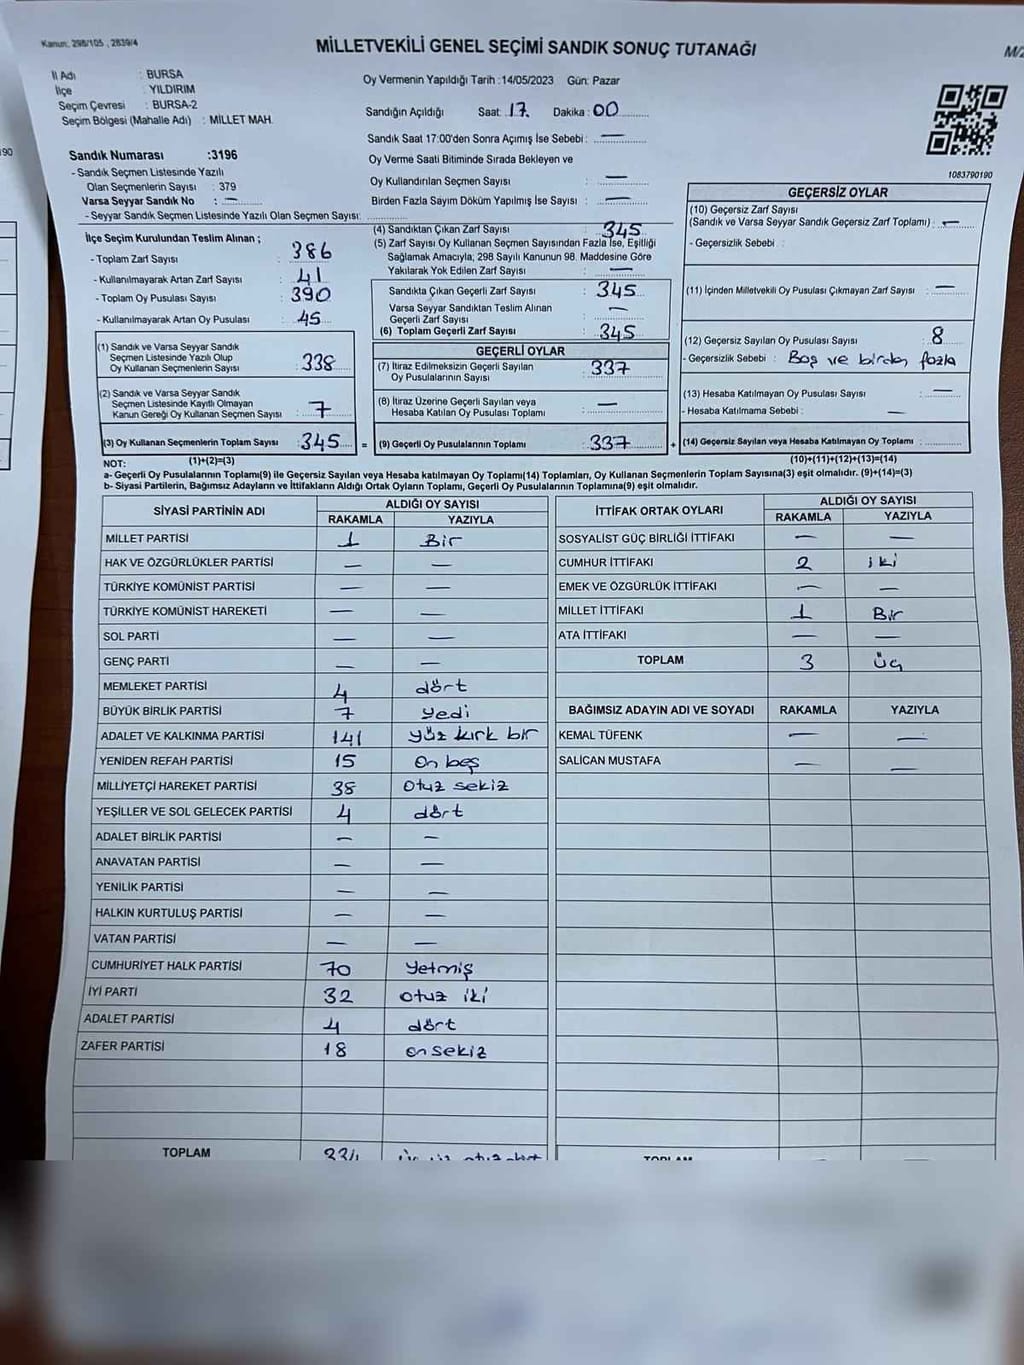 Kanun: 298/105 , 2839/4
MİLLETVEKİLİ GENEL SEÇİMİ SANDIK SONUÇ TUTANAĞI
M/2
İl Adı : BURSA
İlçe : YILDIRIM
Seçim Çevresi : BURSA-2
Seçim Bölgesi (Mahalle Adı) : MİLLET MAH.
Oy Vermenin Yapıldığı Tarih :14/05/2023 Gün: Pazar
Sandığın Açıldığı Saat: 17 Dakika : 00
Sandık Saat 17:00'den Sonra Açımış İse Sebebi : —
Oy Verme Saati Bitiminde Sırada Bekleyen ve
Oy Kullandırılan Seçmen Sayısı : —
Birden Fazla Sayım Döküm Yapılmış İse Sayısı : —
1083790190
90
Sandık Numarası :3196
- Sandık Seçmen Listesinde Yazılı
Olan Seçmenlerin Sayısı : 379
Varsa Seyyar Sandık No : —
- Seyyar Sandık Seçmen Listesinde Yazılı Olan Seçmen Sayısı:
İlçe Seçim Kurulundan Teslim Alınan ;
- Toplam Zarf Sayısı : 386
- Kullanılmayarak Artan Zarf Sayısı : 41
- Toplam Oy Pusulası Sayısı : 390
- Kullanılmayarak Artan Oy Pusulası : 45
(4) Sandıktan Çıkan Zarf Sayısı : 345
(5) Zarf Sayısı Oy Kullanan Seçmen Sayısından Fazla İse, Eşitliği
Sağlamak Amacıyla; 298 Sayılı Kanunun 98. Maddesine Göre
Yakılarak Yok Edilen Zarf Sayısı : —
Sandıkta Çıkan Geçerli Zarf Sayısı : 345
Varsa Seyyar Sandıktan Teslim Alınan
Geçerli Zarf Sayısı : —
(6) Toplam Geçerli Zarf Sayısı : 345
GEÇERSİZ OYLAR
(10) Geçersiz Zarf Sayısı
(Sandık ve Varsa Seyyar Sandık Geçersiz Zarf Toplamı) : —
- Geçersizlik Sebebi :
(11) İçinden Milletvekili Oy Pusulası Çıkmayan Zarf Sayısı : —
(12) Geçersiz Sayılan Oy Pusulası Sayısı : 8
- Geçersizlik Sebebi : Boş ve birden fazla
(13) Hesaba Katılmayan Oy Pusulası Sayısı : —
- Hesaba Katılmama Sebebi : —
(14) Geçersiz Sayılan veya Hesaba Katılmayan Oy Toplamı :
(1) Sandık ve Varsa Seyyar Sandık
Seçmen Listesinde Yazılı Olup
Oy Kullanan Seçmenlerin Sayısı : 338
(2) Sandık ve Varsa Seyyar Sandık
Seçmen Listesinde Kayıtlı Olmayan
Kanun Gereği Oy Kullanan Seçmen Sayısı : 7
(3) Oy Kullanan Seçmenlerin Toplam Sayısı : 345 =
GEÇERLİ OYLAR
(7) İtiraz Edilmeksizin Geçerli Sayılan
Oy Pusulalarının Sayısı : 337
(8) İtiraz Üzerine Geçerli Sayılan veya
Hesaba Katılan Oy Pusulası Toplamı : —
(9) Geçerli Oy Pusulalarının Toplamı : 337 +
NOT: (1)+(2)=(3)
(10)+(11)+(12)+(13)=(14)
a- Geçerli Oy Pusulalarının Toplamı(9) ile Geçersiz Sayılan veya Hesaba katılmayan Oy Toplamı(14) Toplamları, Oy Kullanan Seçmenlerin Toplam Sayısına(3) eşit olmalıdır. (9)+(14)=(3)
b- Siyasi Partilerin, Bağımsız Adayların ve İttifakların Aldığı Ortak Oyların Toplamı, Geçerli Oy Pusulalarının Toplamına(9) eşit olmalıdır.
SİYASİ PARTİNİN ADI ALDIĞI OY SAYISI
RAKAMLA YAZIYLA
MİLLET PARTİSİ 1 Bir
HAK VE ÖZGÜRLÜKLER PARTİSİ — —
TÜRKİYE KOMÜNİST PARTİSİ — —
TÜRKİYE KOMÜNİST HAREKETİ — —
SOL PARTİ — —
GENÇ PARTİ — —
MEMLEKET PARTİSİ 4 dört
BÜYÜK BİRLİK PARTİSİ 7 yedi
ADALET VE KALKINMA PARTİSİ 141 yüz kırk bir
YENİDEN REFAH PARTİSİ 15 on beş
MİLLİYETÇİ HAREKET PARTİSİ 38 otuz sekiz
YEŞİLLER VE SOL GELECEK PARTİSİ 4 dört
ADALET BİRLİK PARTİSİ — —
ANAVATAN PARTİSİ — —
YENİLİK PARTİSİ — —
HALKIN KURTULUŞ PARTİSİ — —
VATAN PARTİSİ — —
CUMHURİYET HALK PARTİSİ 70 yetmiş
İYİ PARTİ 32 otuz iki
ADALET PARTİSİ 4 dört
ZAFER PARTİSİ 18 on sekiz
TOPLAM 334
İTTİFAK ORTAK OYLARI ALDIĞI OY SAYISI
RAKAMLA YAZIYLA
SOSYALİST GÜÇ BİRLİĞİ İTTİFAKI — —
CUMHUR İTTİFAKI 2 iki
EMEK VE ÖZGÜRLÜK İTTİFAKI — —
MİLLET İTTİFAKI 1 Bir
ATA İTTİFAKI — —
TOPLAM 3 üç
BAĞIMSIZ ADAYIN ADI VE SOYADI RAKAMLA YAZIYLA
KEMAL TÜFENK — —
SALİCAN MUSTAFA — —
TOPLAM